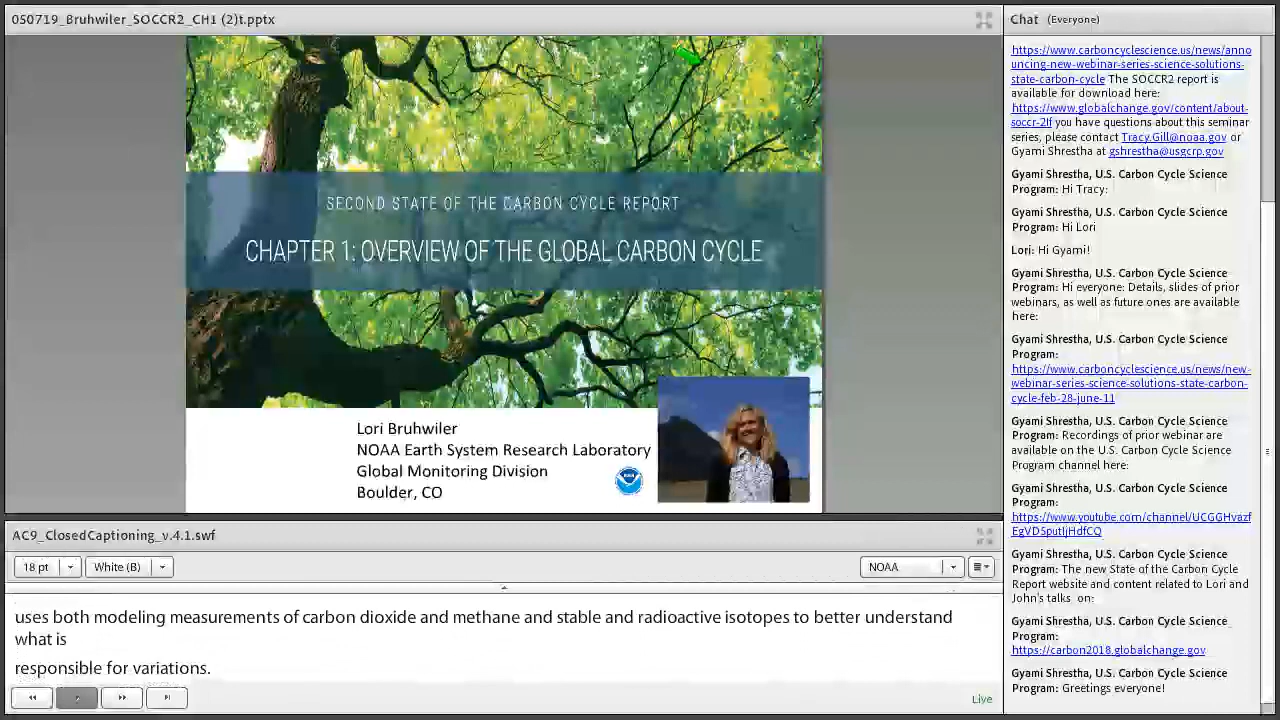 050719_Bruhwiler_SOCCR2_CH1 (2)t.pptx
SECOND STATE OF THE CARBON CYCLE REPORT
CHAPTER 1: OVERVIEW OF THE GLOBAL CARBON CYCLE
Lori Bruhwiler
NOAA Earth System Research Laboratory
Global Monitoring Division
Boulder, CO
AC9_ClosedCaptioning_v.4.1.swf
18 pt
White (B)
NOAA
uses both modeling measurements of carbon dioxide and methane and stable and radioactive isotopes to better understand
what is
responsible for variations.
Live
Chat (Everyone)
https://www.carboncyclescience.us/news/anno
uncing-new-webinar-series-science-solutions-
state-carbon-cycle The SOCCR2 report is
available for download here:
https://www.globalchange.gov/content/about-
soccr-2If you have questions about this seminar
series, please contact Tracy.Gill@noaa.gov or
Gyami Shrestha at gshrestha@usgcrp.gov
Gyami Shrestha, U.S. Carbon Cycle Science
Program: Hi Tracy:
Gyami Shrestha, U.S. Carbon Cycle Science
Program: Hi Lori
Lori: Hi Gyami!
Gyami Shrestha, U.S. Carbon Cycle Science
Program: Hi everyone: Details, slides of prior
webinars, as well as future ones are available
here:
Gyami Shrestha, U.S. Carbon Cycle Science
Program:
https://www.carboncyclescience.us/news/new-
webinar-series-science-solutions-state-carbon-
cycle-feb-28-june-11
Gyami Shrestha, U.S. Carbon Cycle Science
Program: Recordings of prior webinar are
available on the U.S. Carbon Cycle Science
Program channel here:
Gyami Shrestha, U.S. Carbon Cycle Science
Program:
https://www.youtube.com/channel/UCGGHvazf
EgVD5putIjHdfCQ
Gyami Shrestha, U.S. Carbon Cycle Science
Program: The new State of the Carbon Cycle
Report website and content related to Lori and
John's talks on:
Gyami Shrestha, U.S. Carbon Cycle Science
Program:
https://carbon2018.globalchange.gov
Gyami Shrestha, U.S. Carbon Cycle Science
Program: Greetings everyone!